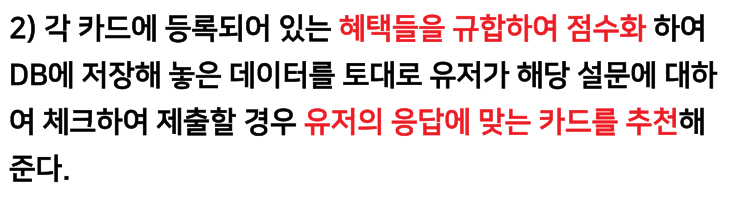 2) 각 카드에 등록되어 있는 혜택들을 규합하여 점수화 하여
DB에 저장해 놓은 데이터를 토대로 유저가 해당 설문에 대하
여 체크하여 제출할 경우 유저의 응답에 맞는 카드를 추천해
준다.